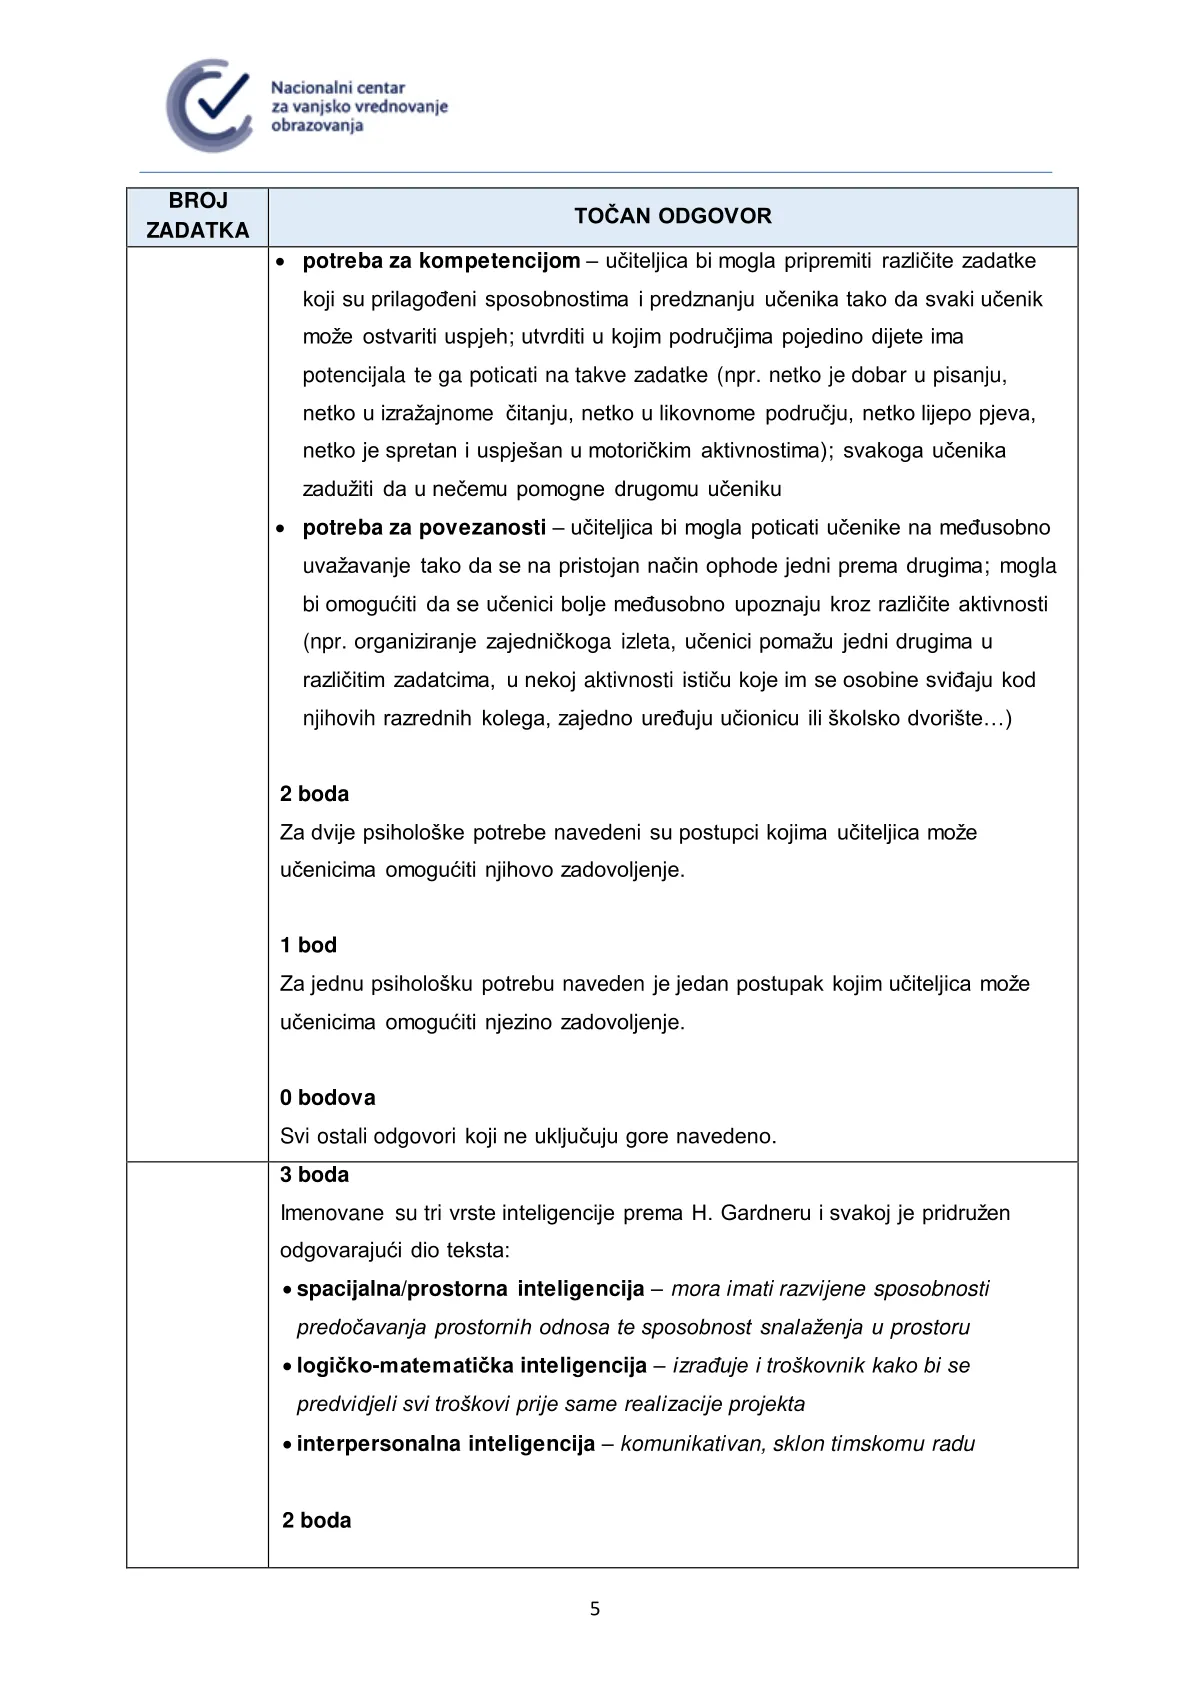 Nacionalni centar
za vanjsko vrednovanje
obrazovanja
BROJ
ZADATKA
TOČAN ODGOVOR
• potreba za kompetencijom – učiteljica bi mogla pripremiti različite zadatke
koji su prilagođeni sposobnostima i predznanju učenika tako da svaki učenik
može ostvariti uspjeh; utvrditi u kojim područjima pojedino dijete ima
potencijala te ga poticati na takve zadatke (npr. netko je dobar u pisanju,
netko u izražajnome čitanju, netko u likovnome području, netko lijepo pjeva,
netko je spretan i uspješan u motoričkim aktivnostima); svakoga učenika
zadužiti da u nečemu pomogne drugomu učeniku
• potreba za povezanosti – učiteljica bi mogla poticati učenike na međusobno
uvažavanje tako da se na pristojan način ophode jedni prema drugima; mogla
bi omogućiti da se učenici bolje međusobno upoznaju kroz različite aktivnosti
(npr. organiziranje zajedničkoga izleta, učenici pomažu jedni drugima u
različitim zadatcima, u nekoj aktivnosti ističu koje im se osobine sviđaju kod
njihovih razrednih kolega, zajedno uređuju učionicu ili školsko dvorište…)
2 boda
Za dvije psihološke potrebe navedeni su postupci kojima učiteljica može
učenicima omogućiti njihovo zadovoljenje.
1 bod
Za jednu psihološku potrebu naveden je jedan postupak kojim učiteljica može
učenicima omogućiti njezino zadovoljenje.
0 bodova
Svi ostali odgovori koji ne uključuju gore navedeno.
3 boda
Imenovane su tri vrste inteligencije prema H. Gardneru i svakoj je pridružen
odgovarajući dio teksta:
• spacijalna/prostorna inteligencija – mora imati razvijene sposobnosti
predočavanja prostornih odnosa te sposobnost snalaženja u prostoru
• logičko-matematička inteligencija – izrađuje i troškovnik kako bi se
predvidjeli svi troškovi prije same realizacije projekta
• interpersonalna inteligencija – komunikativan, sklon timskomu radu
2 boda
5